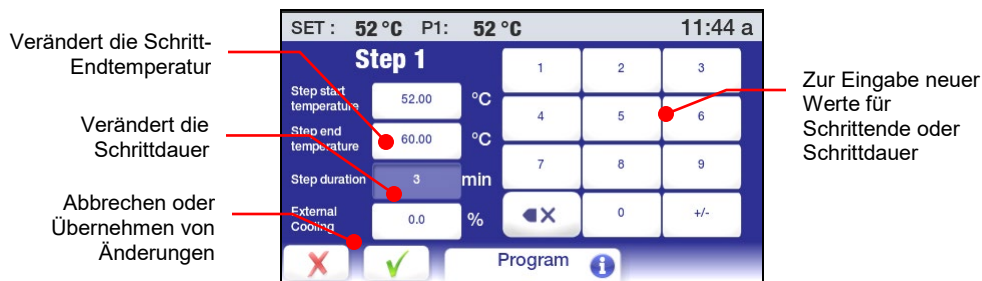 SET : 52 °C P1: 52 °C 11:44 a
Verändert die Schritt-
Endtemperatur
Verändert die
Schrittdauer
Abbrechen oder
Übernehmen von
Änderungen
Step 1
Step start
temperature
52.00 °C
Step end
temperature
60.00 °C
Step duration 3 min
External
Cooling
0.0 %
1 2 3
4 5 6
7 8 9
X 0 +/-
X ✓ Program i
Zur Eingabe neuer
Werte für
Schrittende oder
Schrittdauer